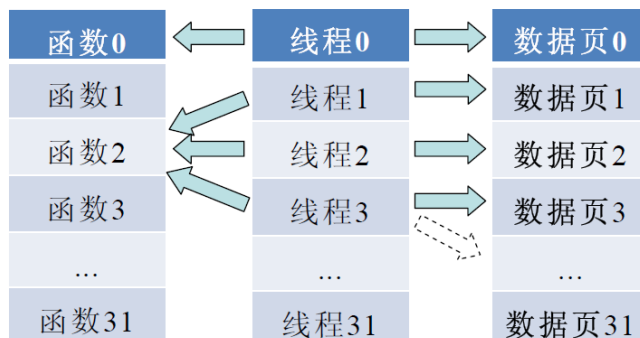 函数0 线程0 数据页0
函数1 线程1 数据页1
函数2 线程2 数据页2
函数3 线程3 数据页3
... ... ...
函数31 线程31 数据页31